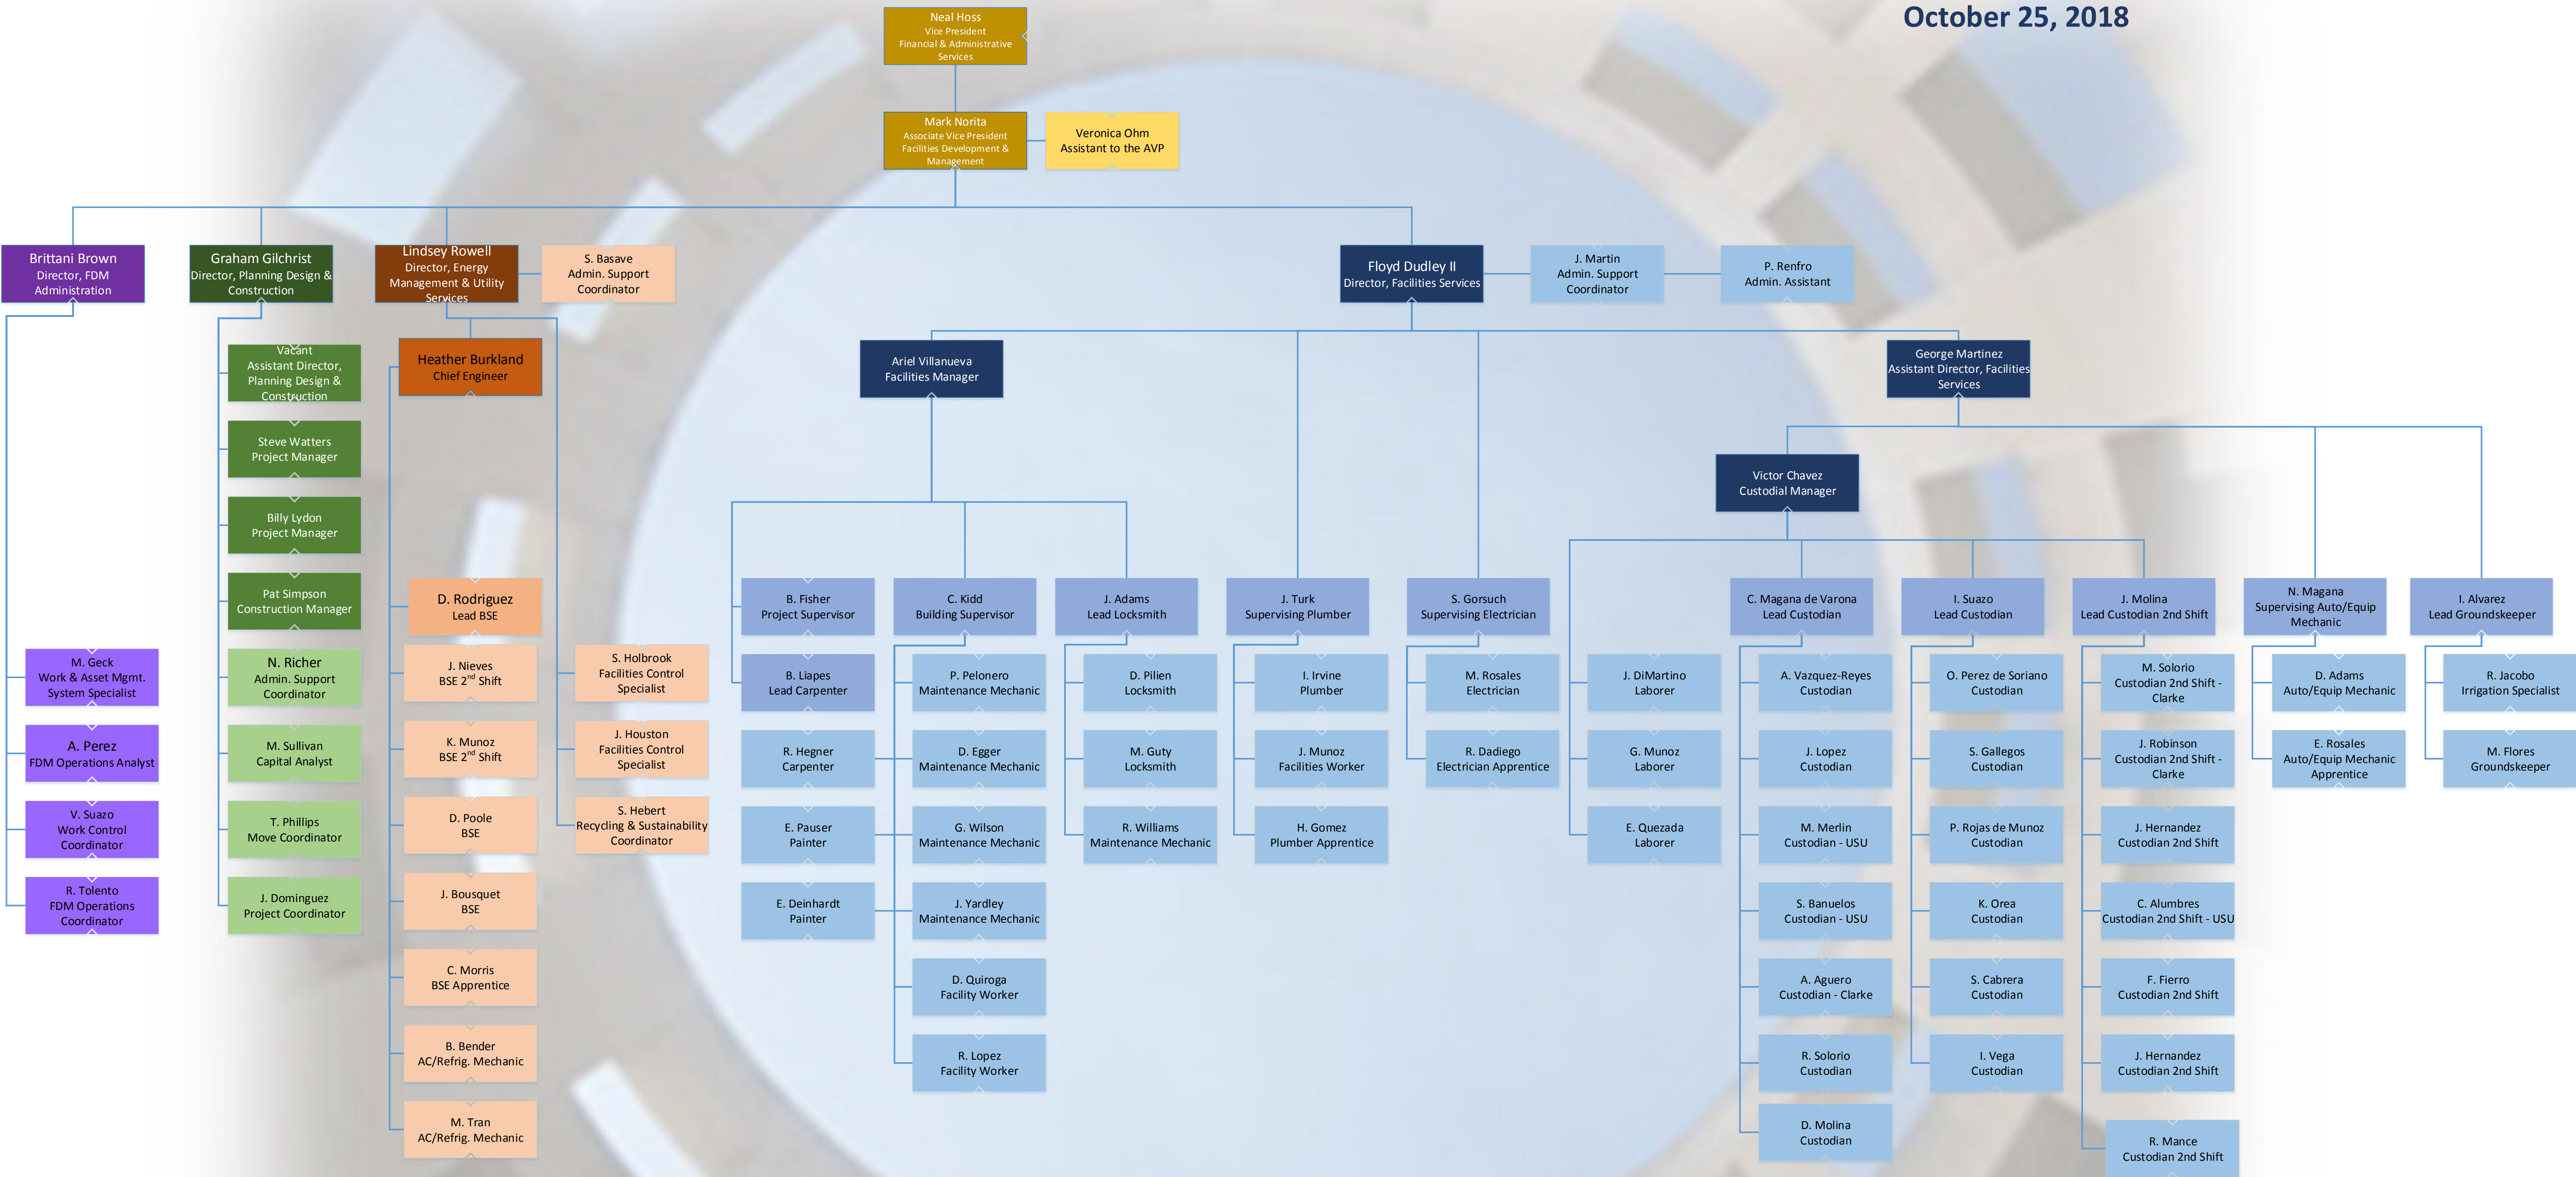 October 25, 2018
Neal Hoss
Vice President
Financial & Administrative
Services
Mark Norita
Associate Vice President
Facilities Development &
Management
Veronica Ohm
Assistant to the AVP
Brittani Brown
Director, FDM
Administration
Graham Gilchrist
Director, Planning Design &
Construction
Lindsey Rowell
Director, Energy
Management & Utility
Services
S. Basave
Admin. Support
Coordinator
Floyd Dudley II
Director, Facilities Services
J. Martin
Admin. Support
Coordinator
P. Renfro
Admin. Assistant
M. Geck
Work & Asset Mgmt.
System Specialist
A. Perez
FDM Operations Analyst
V. Suazo
Work Control
Coordinator
R. Tolento
FDM Operations
Coordinator
Vacant
Assistant Director,
Planning Design &
Construction
Steve Watters
Project Manager
Billy Lydon
Project Manager
Pat Simpson
Construction Manager
N. Richer
Admin. Support
Coordinator
M. Sullivan
Capital Analyst
T. Phillips
Move Coordinator
J. Dominguez
Project Coordinator
Heather Burkland
Chief Engineer
D. Rodriguez
Lead BSE
J. Nieves
BSE 2nd Shift
K. Munoz
BSE 2nd Shift
D. Poole
BSE
J. Bousquet
BSE
C. Morris
BSE Apprentice
B. Bender
AC/Refrig. Mechanic
M. Tran
AC/Refrig. Mechanic
S. Holbrook
Facilities Control
Specialist
J. Houston
Facilities Control
Specialist
S. Hebert
Recycling & Sustainability
Coordinator
Ariel Villanueva
Facilities Manager
George Martinez
Assistant Director, Facilities
Services
Victor Chavez
Custodial Manager
B. Fisher
Project Supervisor
B. Liapes
Lead Carpenter
R. Hegner
Carpenter
E. Pauser
Painter
E. Deinhardt
Painter
C. Kidd
Building Supervisor
P. Pelonero
Maintenance Mechanic
D. Egger
Maintenance Mechanic
G. Wilson
Maintenance Mechanic
J. Yardley
Maintenance Mechanic
D. Quiroga
Facility Worker
R. Lopez
Facility Worker
J. Adams
Lead Locksmith
D. Pilien
Locksmith
M. Guty
Locksmith
R. Williams
Maintenance Mechanic
J. Turk
Supervising Plumber
I. Irvine
Plumber
J. Munoz
Facilities Worker
H. Gomez
Plumber Apprentice
S. Gorsuch
Supervising Electrician
M. Rosales
Electrician
R. Dadiego
Electrician Apprentice
J. DiMartino
Laborer
G. Munoz
Laborer
E. Quezada
Laborer
C. Magana de Varona
Lead Custodian
A. Vazquez-Reyes
Custodian
J. Lopez
Custodian
M. Merlin
Custodian - USU
S. Banuelos
Custodian - USU
A. Aguero
Custodian - Clarke
R. Solorio
Custodian
D. Molina
Custodian
I. Suazo
Lead Custodian
O. Perez de Soriano
Custodian
S. Gallegos
Custodian
P. Rojas de Munoz
Custodian
K. Orea
Custodian
S. Cabrera
Custodian
I. Vega
Custodian
J. Molina
Lead Custodian 2nd Shift
M. Solorio
Custodian 2nd Shift -
Clarke
J. Robinson
Custodian 2nd Shift -
Clarke
J. Hernandez
Custodian 2nd Shift
C. Alumbres
Custodian 2nd Shift - USU
F. Fierro
Custodian 2nd Shift
J. Hernandez
Custodian 2nd Shift
R. Mance
Custodian 2nd Shift
N. Magana
Supervising Auto/Equip
Mechanic
D. Adams
Auto/Equip Mechanic
E. Rosales
Auto/Equip Mechanic
Apprentice
I. Alvarez
Lead Groundskeeper
R. Jacobo
Irrigation Specialist
M. Flores
Groundskeeper